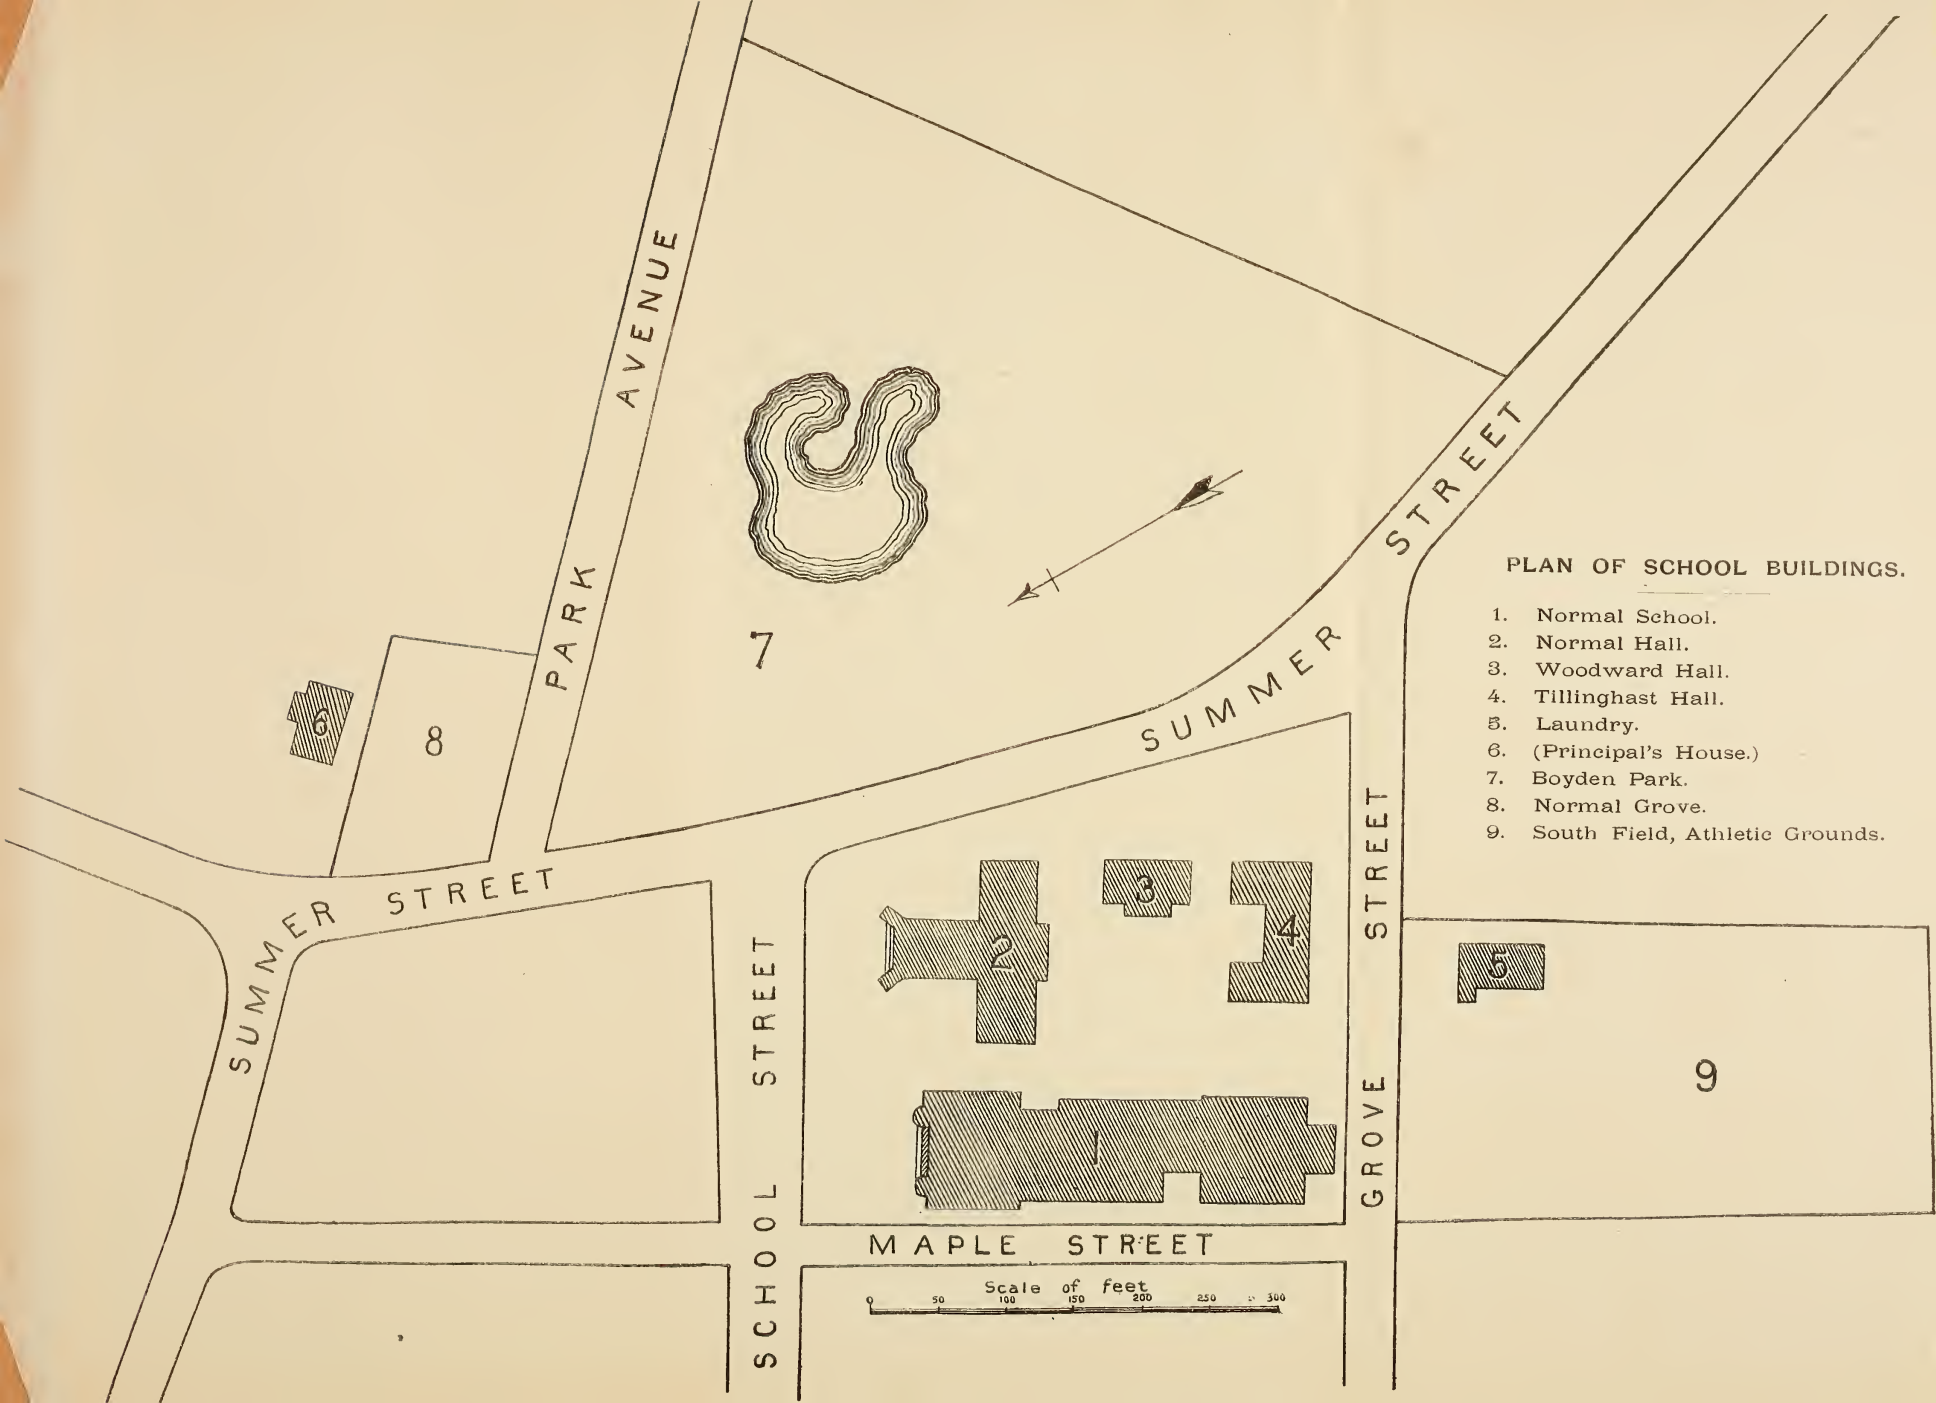 PARK AVENUE
7
SUMMER STREET
PLAN OF SCHOOL BUILDINGS.
1. Normal School.
2. Normal Hall.
3. Woodward Hall.
4. Tillinghast Hall.
5. Laundry.
6. (Principal's House.)
7. Boyden Park.
8. Normal Grove.
9. South Field, Athletic Grounds.
6
8
SUMMER STREET
SCHOOL STREET
2
3
4
GROVE STREET
5
9
1
MAPLE STREET
Scale of feet
0 50 100 150 200 250 300